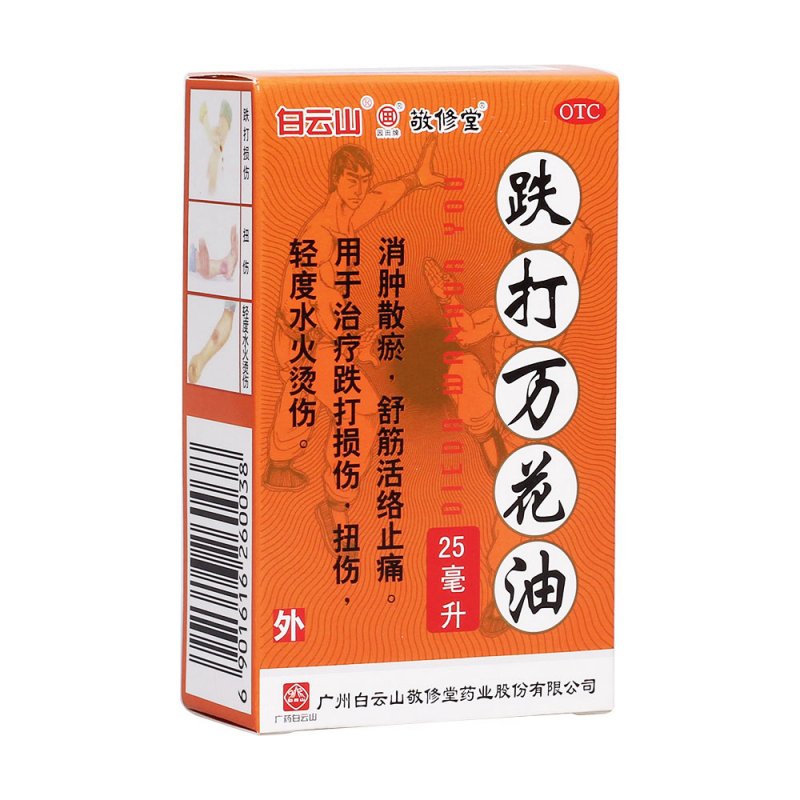 白云山® 园田牌® 敬修堂®
OTC
跌打万花油
DIEDA WANHUA YOU
消肿散瘀，舒筋活络止痛。
用于治疗跌打损伤，扭伤，
轻度水火烫伤。
25毫升
外
广药白云山
广州白云山敬修堂药业股份有限公司
跌打损伤
扭伤
轻度水火烫伤
6901616260038